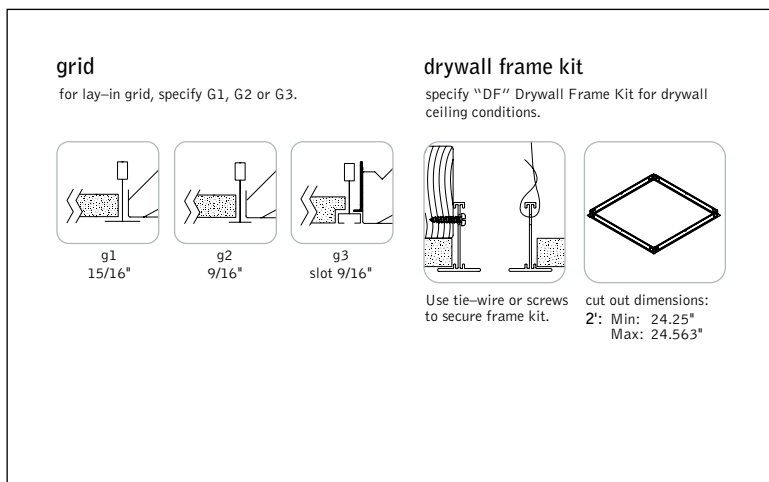 grid
for lay–in grid, specify G1, G2 or G3.
g1
15/16"
g2
9/16"
g3
slot 9/16"
drywall frame kit
specify “DF” Drywall Frame Kit for drywall
ceiling conditions.
Use tie–wire or screws
to secure frame kit.
cut out dimensions:
2': Min: 24.25"
Max: 24.563"